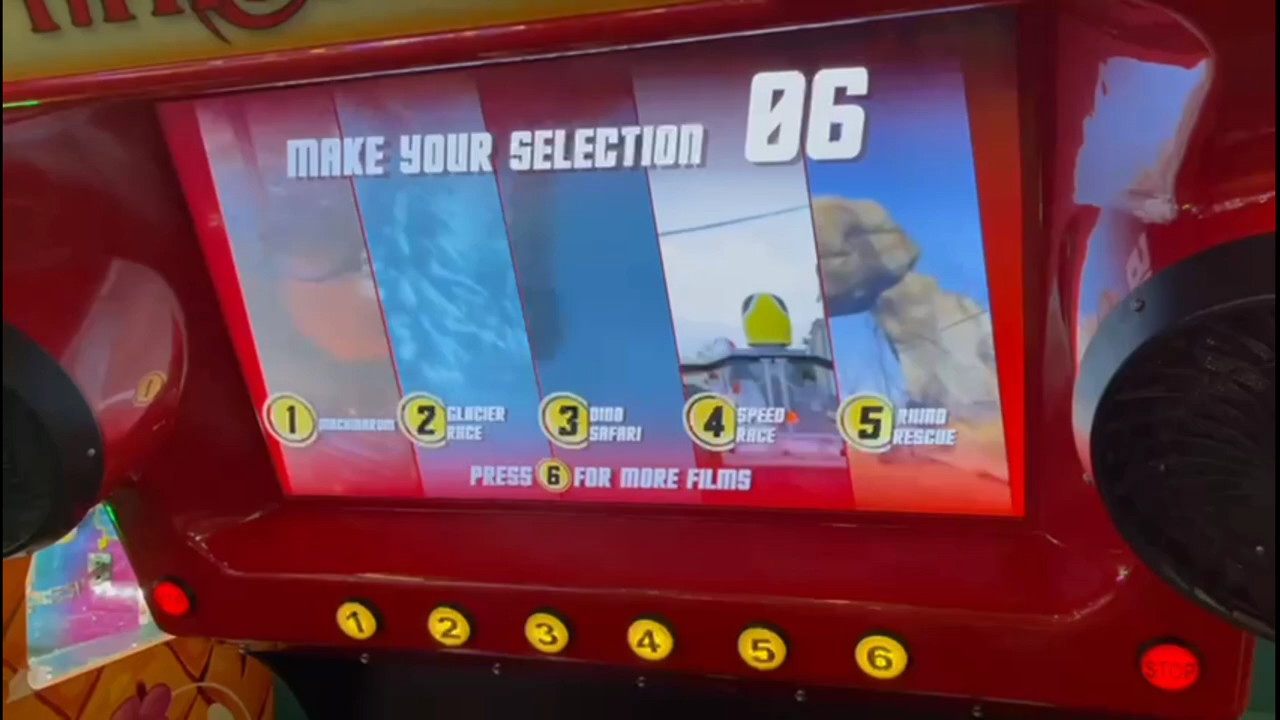 MAKE YOUR SELECTION 06
1 MACHINARIUM
2 GLACIER RACE
3 DINO SAFARI
4 SPEED RACE
5 RHINO RESCUE
PRESS 6 FOR MORE FILMS
1 2 3 4 5 6
STOP